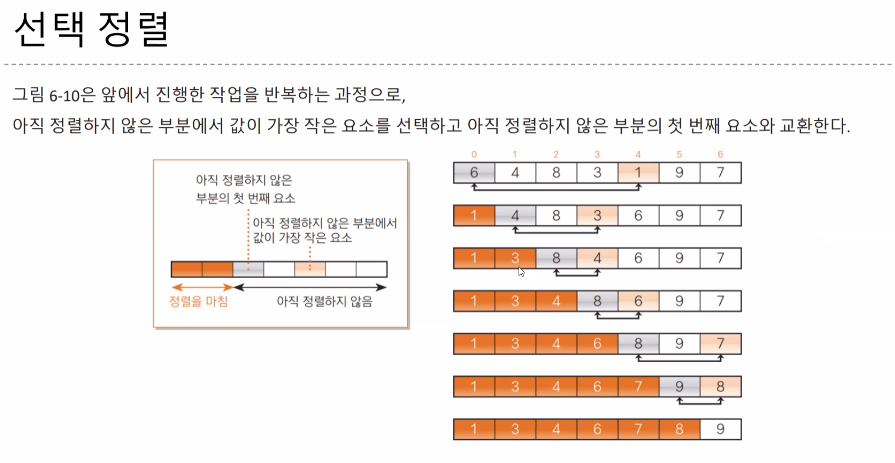 선택 정렬
그림 6-10은 앞에서 진행한 작업을 반복하는 과정으로,
아직 정렬하지 않은 부분에서 값이 가장 작은 요소를 선택하고 아직 정렬하지 않은 부분의 첫 번째 요소와 교환한다.
아직 정렬하지 않은
부분의 첫 번째 요소
아직 정렬하지 않은 부분에서
값이 가장 작은 요소
정렬을 마침
아직 정렬하지 않음
0 1 2 3 4 5 6
6 4 8 3 1 9 7
1 4 8 3 6 9 7
1 3 8 4 6 9 7
1 3 4 8 6 9 7
1 3 4 6 8 9 7
1 3 4 6 7 9 8
1 3 4 6 7 8 9